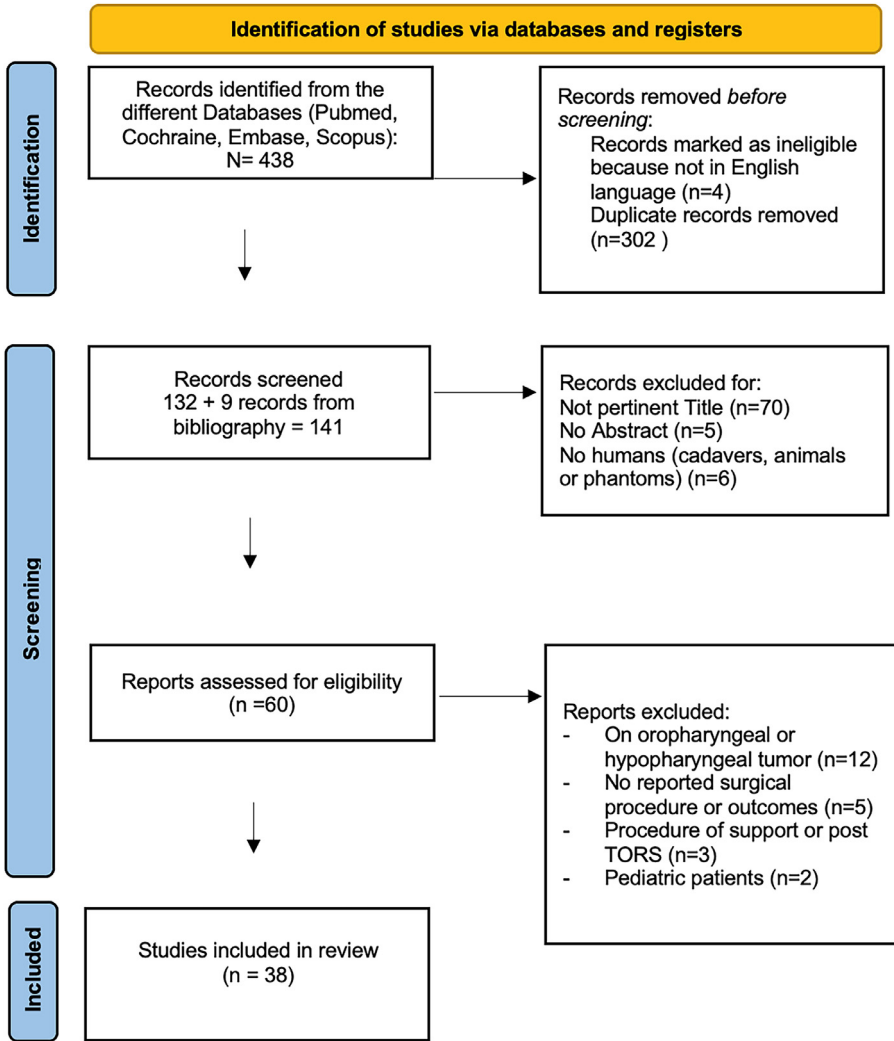 Identification of studies via databases and registers
Identification
Records identified from the
different Databases (Pubmed,
Cochraine, Embase, Scopus):
N= 438
Records removed before
screening:
Records marked as ineligible
because not in English
language (n=4)
Duplicate records removed
(n=302 )
Screening
Records screened
132 + 9 records from
bibliography = 141
Records excluded for:
Not pertinent Title (n=70)
No Abstract (n=5)
No humans (cadavers, animals
or phantoms) (n=6)
Reports assessed for eligibility
(n =60)
Reports excluded:
- On oropharyngeal or
hypopharyngeal tumor (n=12)
- No reported surgical
procedure or outcomes (n=5)
- Procedure of support or post
TORS (n=3)
- Pediatric patients (n=2)
Included
Studies included in review
(n = 38)